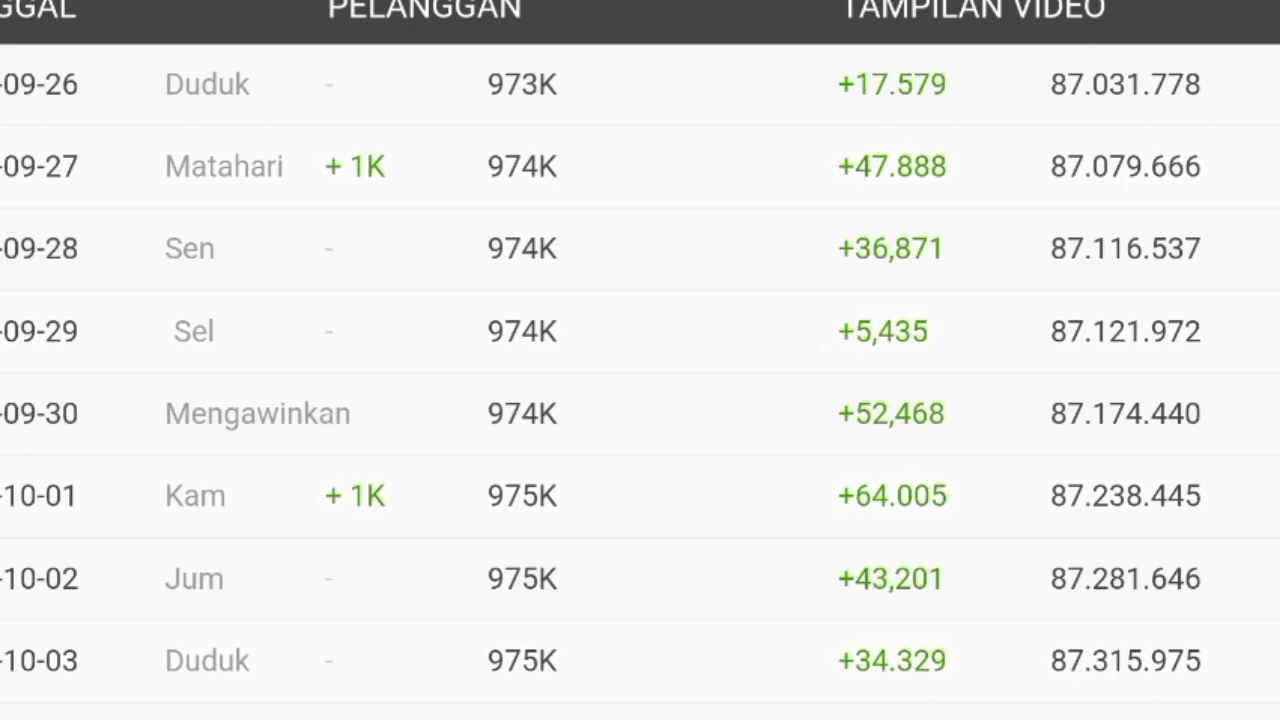 GGAL PELANGGAN TAMPILAN VIDEO
-09-26 Duduk - 973K +17.579 87.031.778
-09-27 Matahari + 1K 974K +47.888 87.079.666
-09-28 Sen - 974K +36,871 87.116.537
-09-29 Sel - 974K +5,435 87.121.972
-09-30 Mengawinkan 974K +52,468 87.174.440
-10-01 Kam + 1K 975K +64.005 87.238.445
-10-02 Jum - 975K +43,201 87.281.646
-10-03 Duduk - 975K +34.329 87.315.975